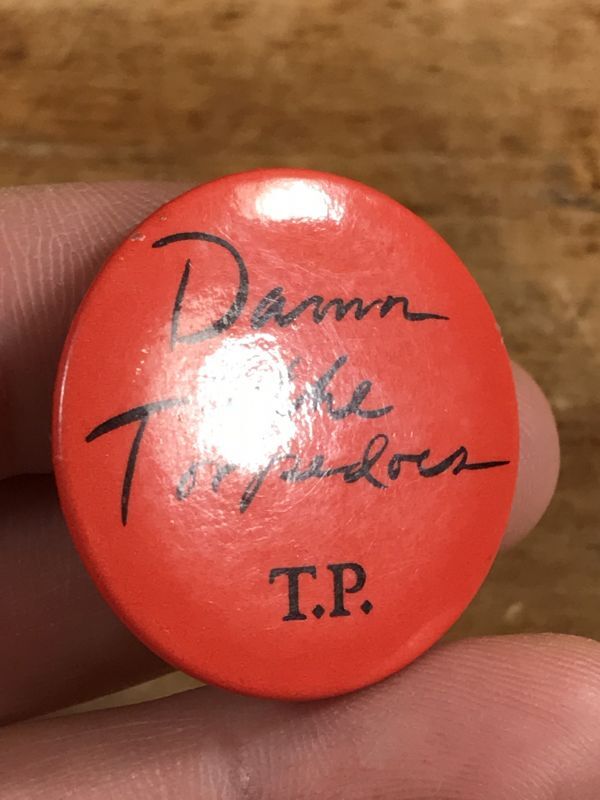 Damn
the
Torpedoes
T.P.